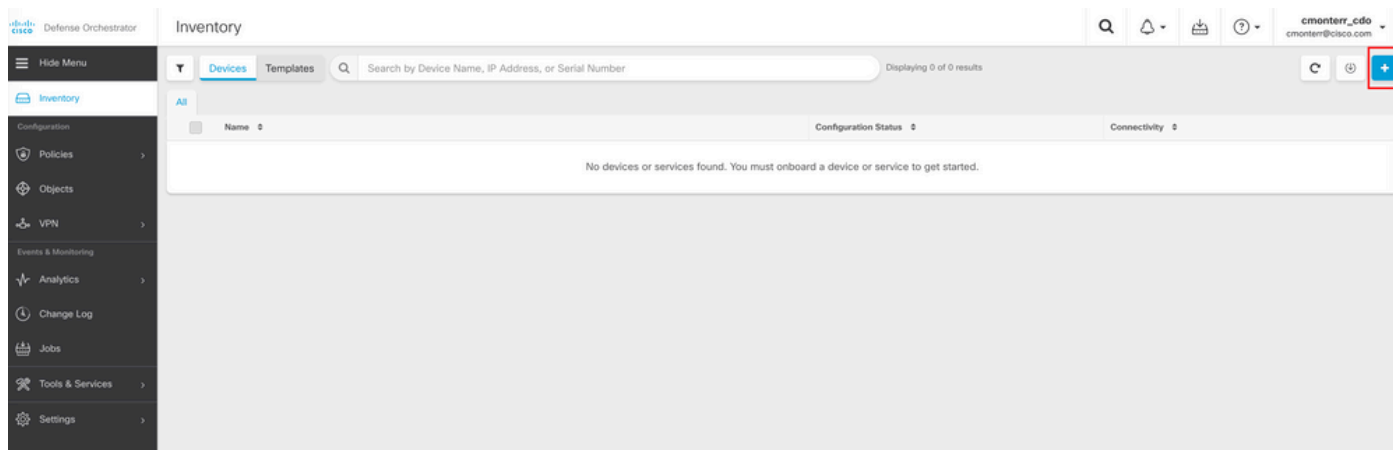 cisco Defense Orchestrator
Inventory
cmonterr_cdo
cmonterr@cisco.com
Hide Menu
Devices Templates Search by Device Name, IP Address, or Serial Number Displaying 0 of 0 results
Inventory
All
Configuration
Name Configuration Status Connectivity
Policies
No devices or services found. You must onboard a device or service to get started.
Objects
VPN
Events & Monitoring
Analytics
Change Log
Jobs
Tools & Services
Settings